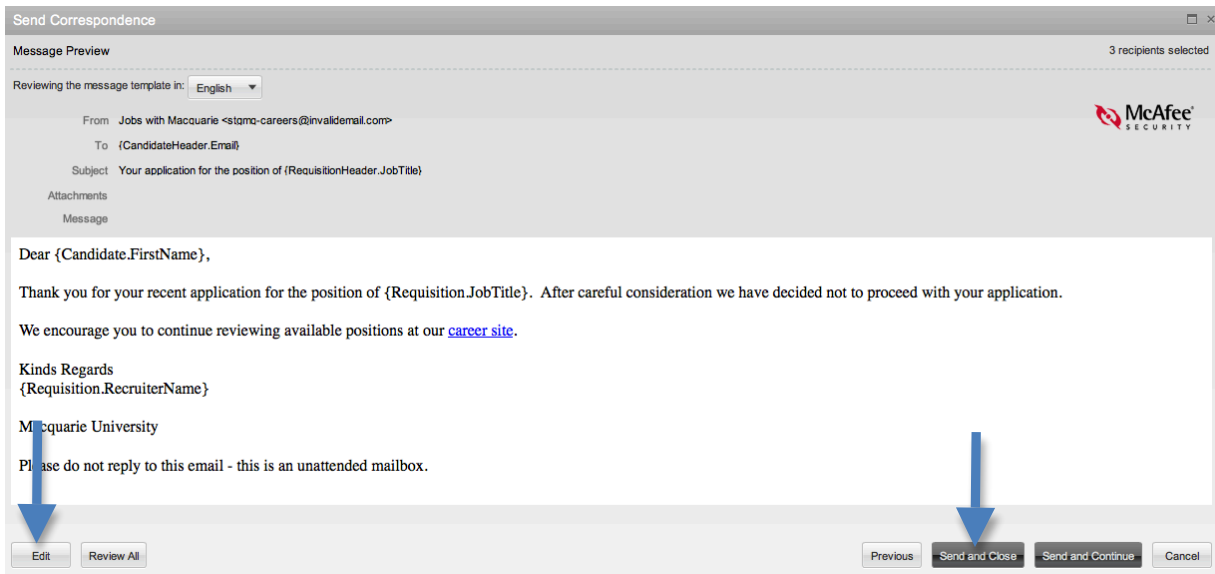 Send Correspondence
Message Preview
3 recipients selected
Reviewing the message template in: English
McAfee
SECURITY
From Jobs with Macquarie <stgmq-careers@invalidemail.com>
To {CandidateHeader.Email}
Subject Your application for the position of {RequisitionHeader.JobTitle}
Attachments
Message
Dear {Candidate.FirstName},
Thank you for your recent application for the position of {Requisition.JobTitle}. After careful consideration we have decided not to proceed with your application.
We encourage you to continue reviewing available positions at our career site.
Kinds Regards
{Requisition.RecruiterName}
Macquarie University
Please do not reply to this email - this is an unattended mailbox.
Edit Review All Previous Send and Close Send and Continue Cancel